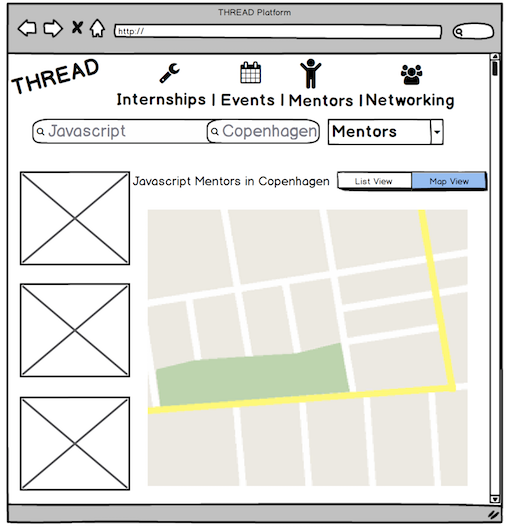 THREAD Platform
http://
THREAD
Internships | Events | Mentors | Networking
Javascript Copenhagen Mentors
Javascript Mentors in Copenhagen List View Map View